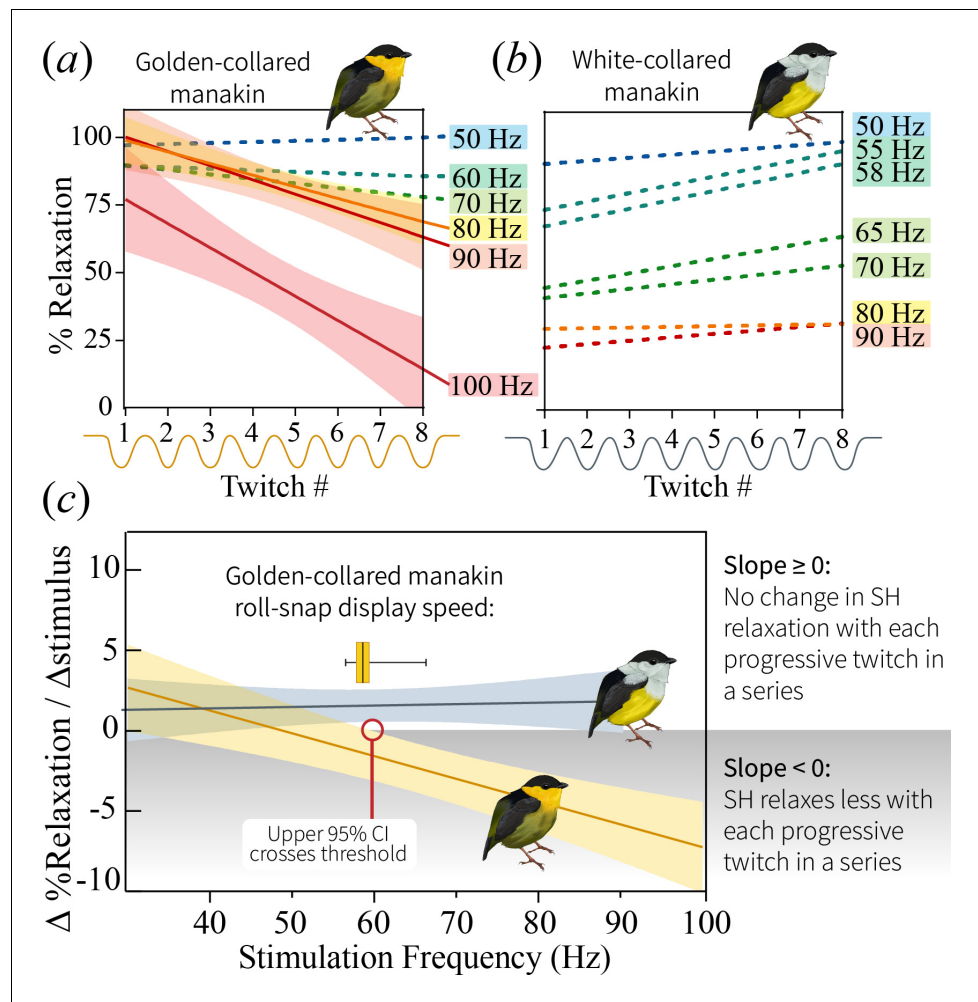 (a)
Golden-collared
manakin
% Relaxation
100
75
50
25
0
50 Hz
60 Hz
70 Hz
80 Hz
90 Hz
100 Hz
1 2 3 4 5 6 7 8
Twitch #
(b)
White-collared
manakin
50 Hz
55 Hz
58 Hz
65 Hz
70 Hz
80 Hz
90 Hz
1 2 3 4 5 6 7 8
Twitch #
(c)
Δ %Relaxation / Δstimulus
10
5
0
-5
-10
Golden-collared manakin
roll-snap display speed:
Upper 95% CI
crosses threshold
40 50 60 70 80 90 100
Stimulation Frequency (Hz)
Slope ≥ 0:
No change in SH
relaxation with each
progressive twitch in
a series
Slope < 0:
SH relaxes less with
each progressive
twitch in a series